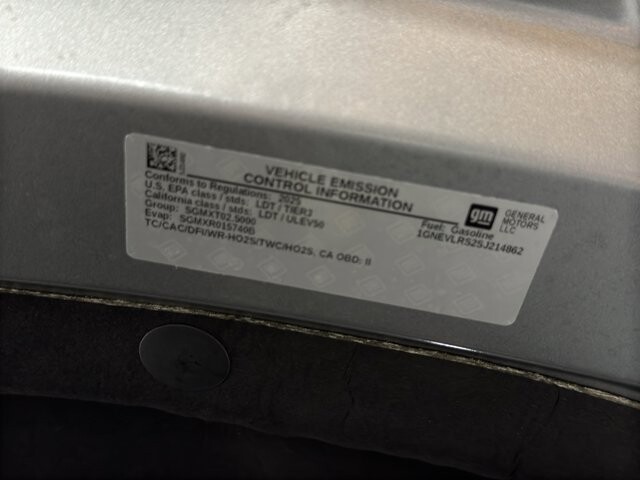 VEHICLE EMISSION
CONTROL INFORMATION
Conforms to Regulations: 2025
U.S. EPA class / stds: LDT / TIER3
California class / stds: LDT / ULEV50
Group: SGMXT02.5090
Evap: SGMXR015740B
TC/CAC/DFI/WR-HO2S/TWC/HO2S, CA OBD: II
Fuel: Gasoline
1GNEVLRS2SJ214862
gm
GENERAL
MOTORS
LLC